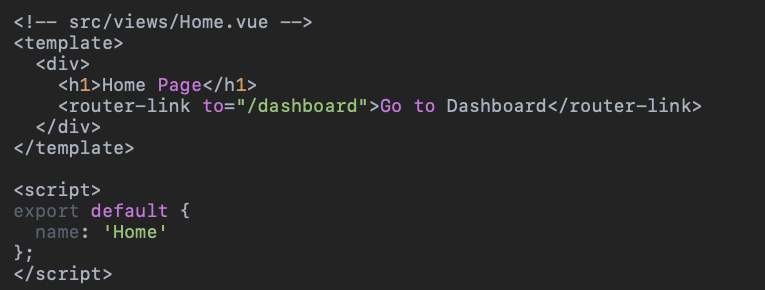 <!-- src/views/Home.vue -->
<template>
  <div>
    <h1>Home Page</h1>
    <router-link to="/dashboard">Go to Dashboard</router-link>
  </div>
</template>

<script>
export default {
  name: 'Home'
};
</script>